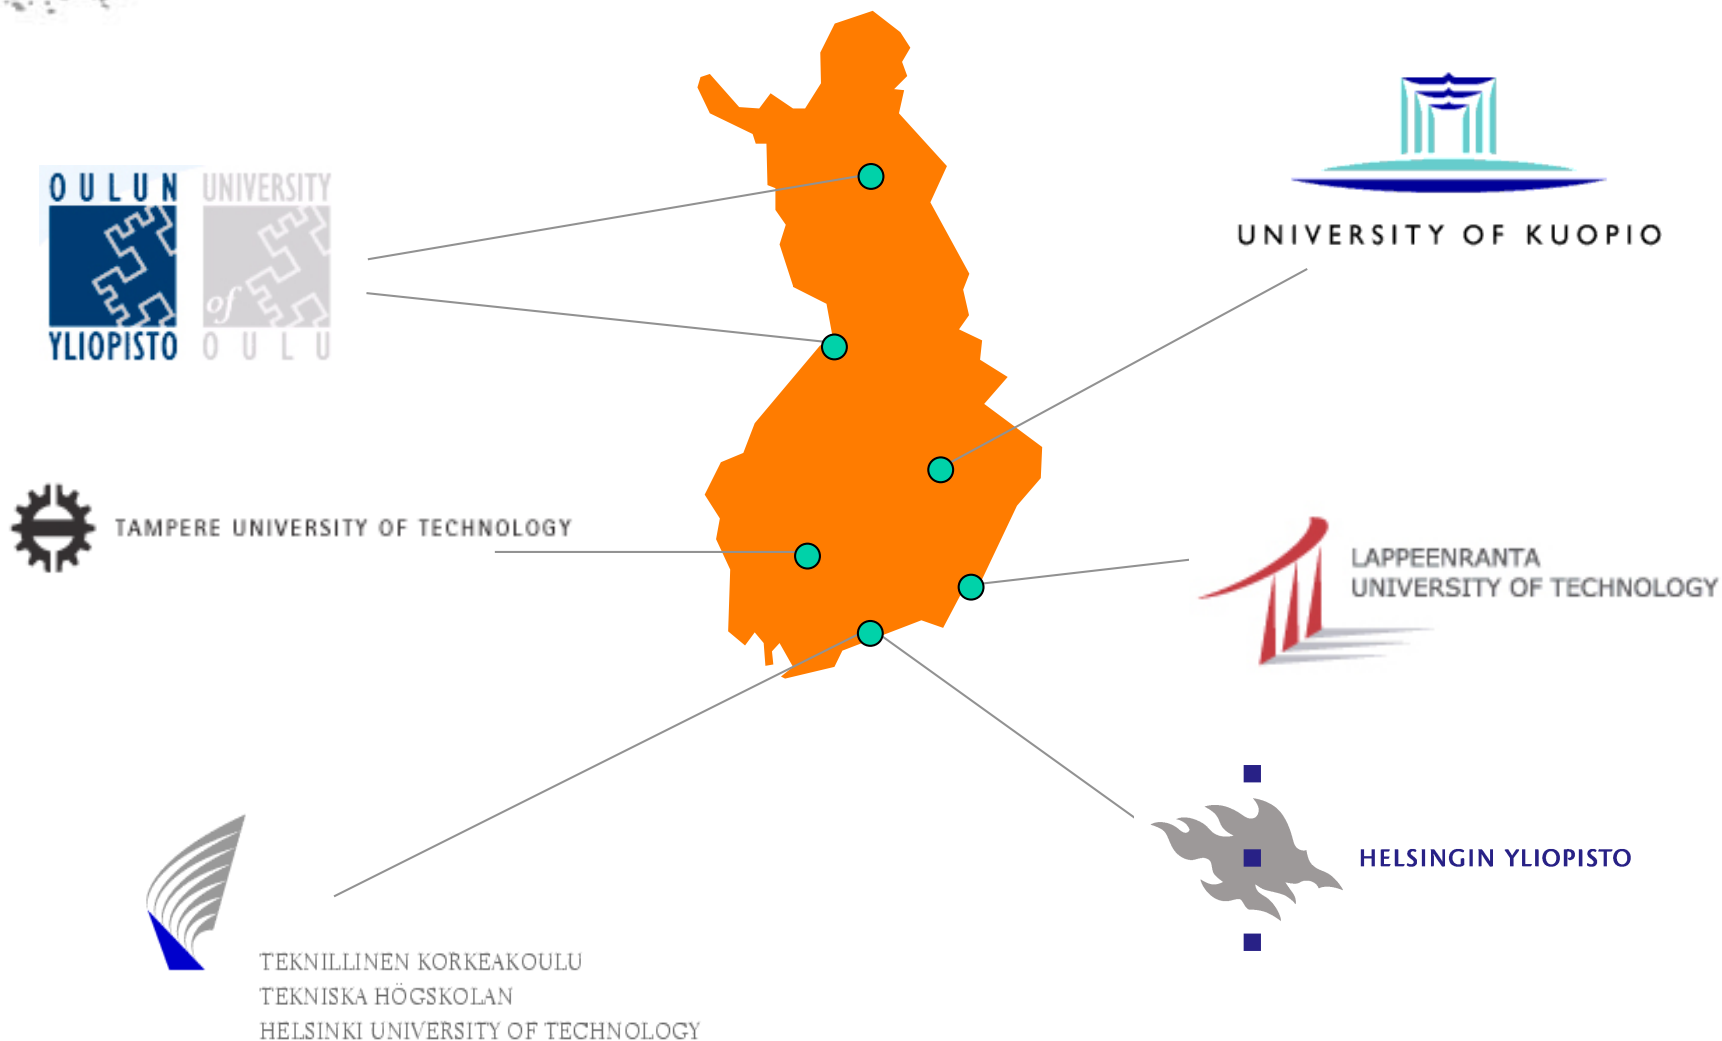 OULUN
YLIOPISTO
UNIVERSITY
of
OULU
UNIVERSITY OF KUOPIO
TAMPERE UNIVERSITY OF TECHNOLOGY
LAPPEENRANTA
UNIVERSITY OF TECHNOLOGY
HELSINGIN YLIOPISTO
TEKNILLINEN KORKEAKOULU
TEKNISKA HÖGSKOLAN
HELSINKI UNIVERSITY OF TECHNOLOGY